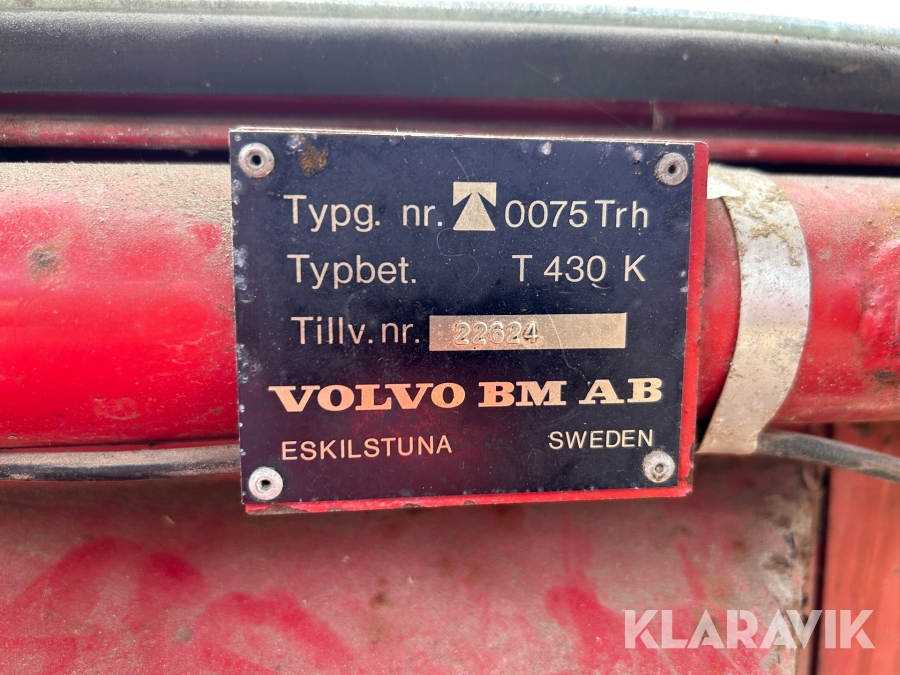 Typg. nr. 0075 Trh
Typbet. T 430 K
Tillv.nr. 22624
VOLVO BM AB
ESKILSTUNA SWEDEN
KLARAVIK